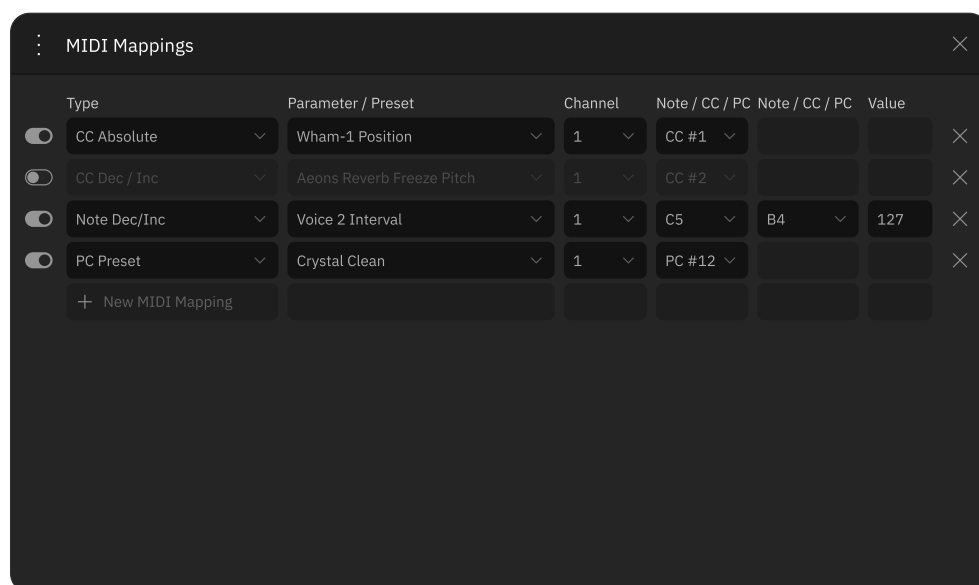 MIDI Mappings
Type Parameter / Preset Channel Note / CC / PC Note / CC / PC Value
CC Absolute Wham-1 Position 1 CC #1
CC Dec / Inc Aeons Reverb Freeze Pitch 1 CC #2
Note Dec/Inc Voice 2 Interval 1 C5 B4 127
PC Preset Crystal Clean 1 PC #12
New MIDI Mapping